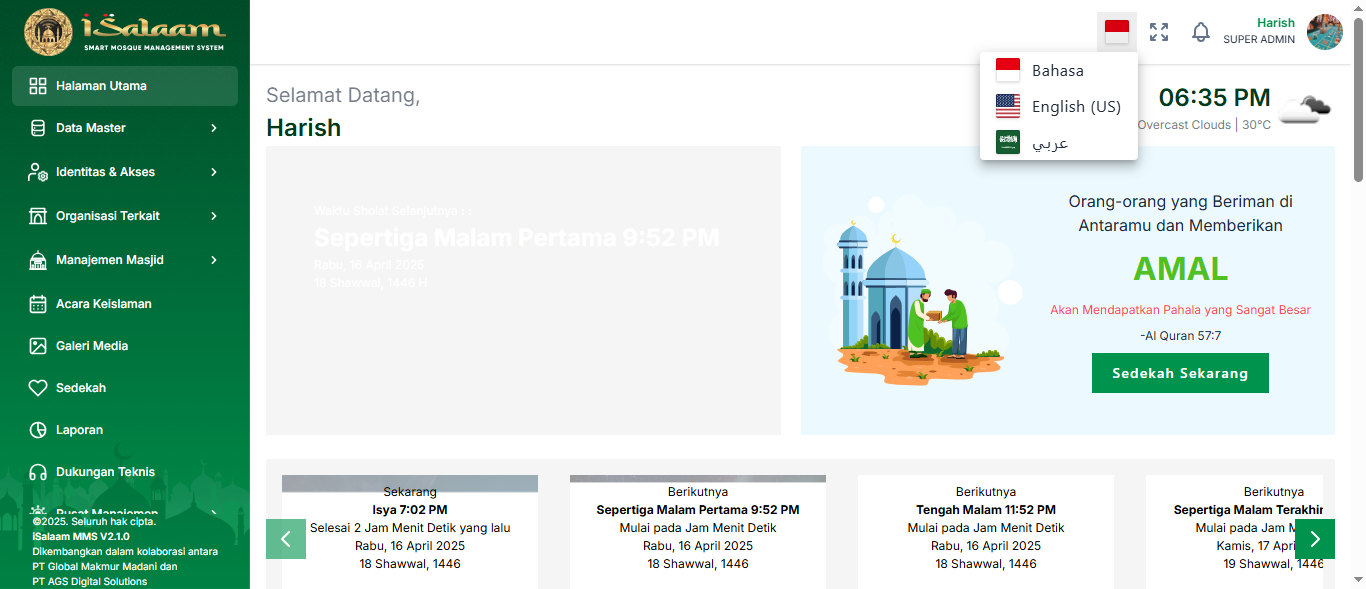 iSalaam
SMART MOSQUE MANAGEMENT SYSTEM
Halaman Utama
Data Master
Identitas & Akses
Organisasi Terkait
Manajemen Masjid
Acara Keislaman
Galeri Media
Sedekah
Laporan
Dukungan Teknis
Pusat Manajemen
©2025. Seluruh hak cipta.
iSalaam MMS V2.1.0
Dikembangkan dalam kolaborasi antara
PT Global Makmur Madani dan
PT AGS Digital Solutions
Harish
SUPER ADMIN
Bahasa
English (US)
عربي
Selamat Datang,
Harish
06:35 PM
Overcast Clouds | 30°C
Waktu Sholat Selanjutnya : :
Sepertiga Malam Pertama 9:52 PM
Rabu, 16 April 2025
18 Shawwal, 1446 H
Orang-orang yang Beriman di
Antaramu dan Memberikan
AMAL
Akan Mendapatkan Pahala yang Sangat Besar
-Al Quran 57:7
Sedekah Sekarang
Sekarang
Isya 7:02 PM
Selesai 2 Jam Menit Detik yang lalu
Rabu, 16 April 2025
18 Shawwal, 1446
Berikutnya
Sepertiga Malam Pertama 9:52 PM
Mulai pada Jam Menit Detik
Rabu, 16 April 2025
18 Shawwal, 1446
Berikutnya
Tengah Malam 11:52 PM
Mulai pada Jam Menit Detik
Rabu, 16 April 2025
18 Shawwal, 1446
Berikutnya
Sepertiga Malam Terakhir
Mulai pada Jam
Kamis, 17 Apri
19 Shawwal, 1446